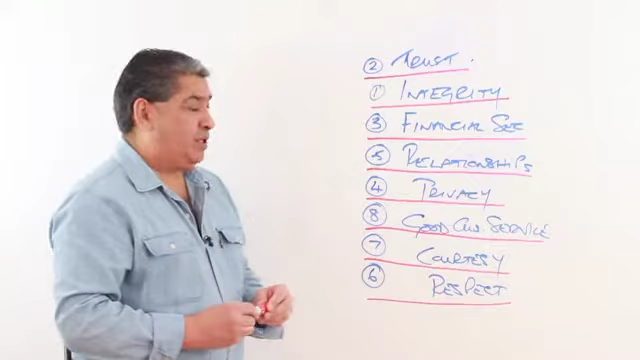 ② TRUST.
① INTEGRITY
③ FINANCIAL SEC
⑤ RELATIONSHIPS
④ PRIVACY
⑧ GOOD CUS. SERVICE
⑦ COURTESY
⑥ RESPECT